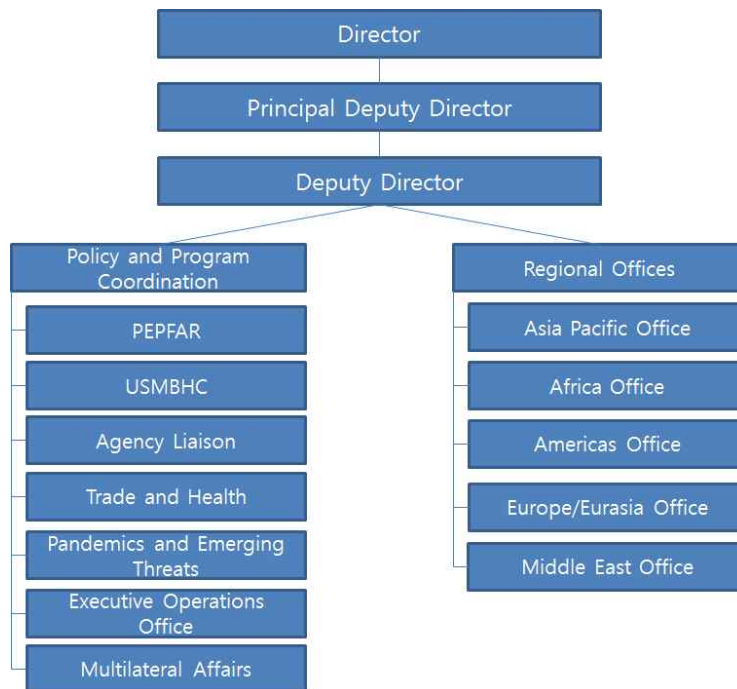 Director
Principal Deputy Director
Deputy Director
Policy and Program
Coordination
PEPFAR
USMBHC
Agency Liaison
Trade and Health
Pandemics and Emerging
Threats
Executive Operations
Office
Multilateral Affairs
Regional Offices
Asia Pacific Office
Africa Office
Americas Office
Europe/Eurasia Office
Middle East Office